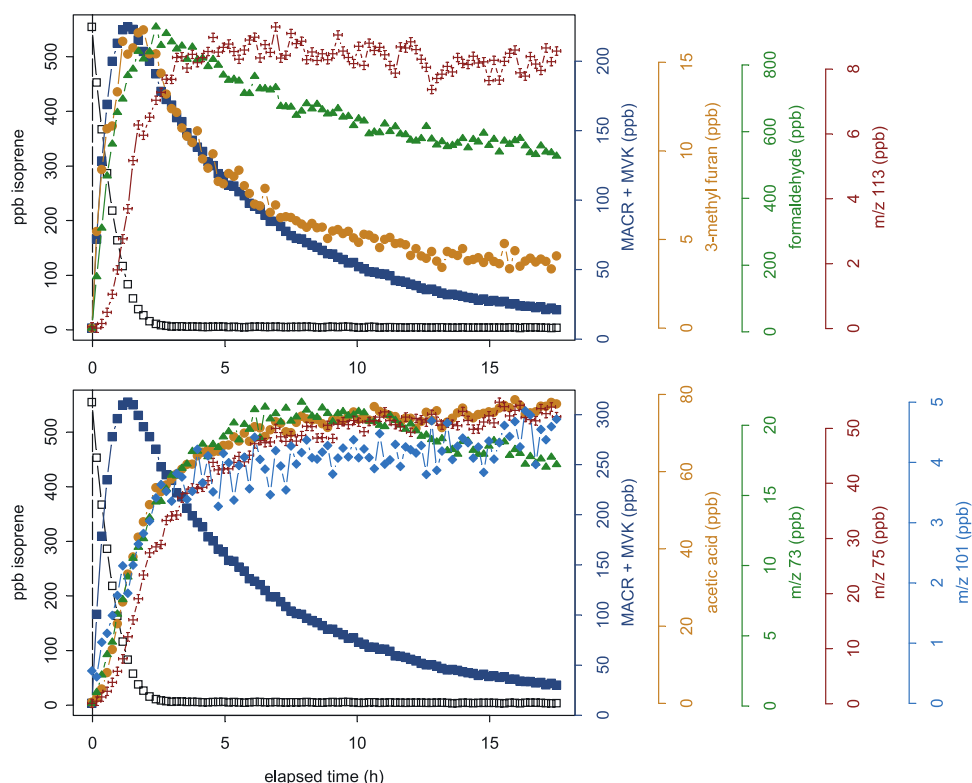 ppb isoprene
0 100 200 300 400 500
0 5 10 15
MACR + MVK (ppb)
0 50 100 150 200
3-methyl furan (ppb)
0 5 10 15
formaldehyde (ppb)
0 200 400 600 800
m/z 113 (ppb)
0 2 4 6 8
ppb isoprene
0 100 200 300 400 500
0 5 10 15
elapsed time (h)
MACR + MVK (ppb)
0 50 100 150 200 250 300
acetic acid (ppb)
0 20 40 60 80
m/z 73 (ppb)
0 5 10 15 20
m/z 75 (ppb)
0 10 20 30 40 50
m/z 101 (ppb)
0 1 2 3 4 5